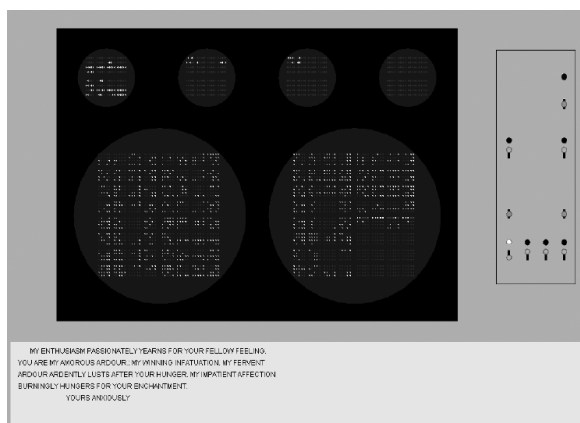 MY ENTHUSIASM PASSIONATELY YEARNS FOR YOUR FELLOW FEELING.
YOU ARE MY AMOROUS ARDOUR.: MY WINNING INFATUATION. MY FERVENT
ARDOUR ARDENTLY LUSTS AFTER YOUR HUNGER. MY IMPATIENT AFFECTION
BURNINGLY HUNGERS FOR YOUR ENCHANTMENT.
YOURS ANXIOUSLY